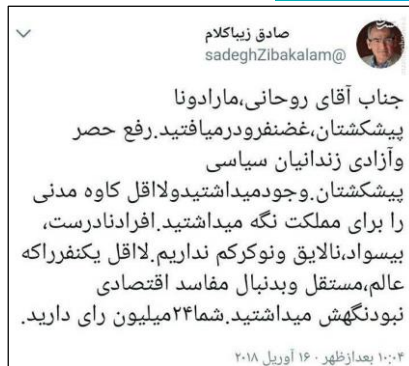 صادق زیباکلام
@sadeghZibakalam
جناب آقای روحانی،مارادونا
پیشکشتان،غضنفرودرمیافتید.رفع حصر
وآزادی زندانیان سیاسی
پیشکشتان.وجودمیداشتیدولااقل کاوه مدنی
را برای مملکت نگه میداشتید.افرادنادرست،
بیسواد،نالایق ونوکرکم نداریم.لااقل یکنفرراکه
عالم،مستقل وبدنبال مفاسد اقتصادی
نبودنگهش میداشتید.شما۲۴میلیون رای دارید.
۱۰:۰۴ بعدازظهر · ۱۶ آوریل ۲۰۱۸